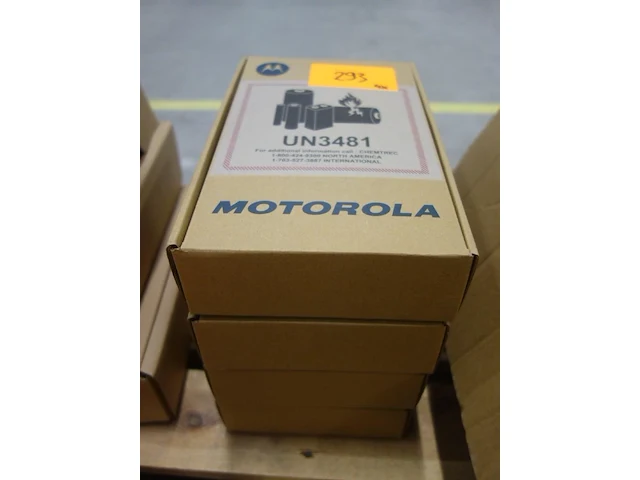 293
UN3481
For additional information call : CHEMTREC
1-800-424-9300 NORTH AMERICA
1-703-527-3887 INTERNATIONAL
MOTOROLA